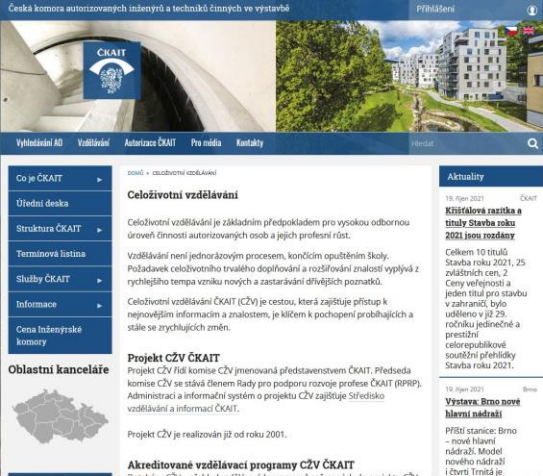 Česká komora autorizovaných inženýrů a techniků činných ve výstavbě
Přihlášení
ČKAIT
Vyhledávání AO
Vzdělávání
Autorizace ČKAIT
Pro média
Kontakty
Hledat
Co je ČKAIT
Úřední deska
Struktura ČKAIT
Termínová listina
Služby ČKAIT
Informace
Cena Inženýrské
komory
Oblastní kanceláře
DOMŮ • CELOŽIVOTNÍ VZDĚLÁVÁNÍ
Celoživotní vzdělávání
Celoživotní vzdělávání je základním předpokladem pro vysokou odbornou
úroveň činnosti autorizovaných osob a jejich profesní růst.
Vzdělávání není jednorázovým procesem, končícím opuštěním školy.
Požadavek celoživotního trvalého doplňování a rozšiřování znalostí vyplývá z
rychlejšího tempa vzniku nových a zastarávání dřívějších poznatků.
Celoživotní vzdělávání ČKAIT (CŽV) je cestou, která zajišťuje přístup k
nejnovějším informacím a znalostem, je klíčem k pochopení probíhajících a
stále se zrychlujících změn.
Projekt CŽV ČKAIT
Projekt CŽV řídí komise CŽV jmenovaná představenstvem ČKAIT. Předseda
komise CŽV se stává členem Rady pro podporu rozvoje profese ČKAIT (RPRP).
Administraci a informační systém o projektu CŽV zajišťuje Středisko
vzdělávání a informací ČKAIT.
Projekt CŽV je realizován již od roku 2001.
Akreditované vzdělávací programy CŽV ČKAIT
Aktuality
19. říjen 2021 ČKAIT
Křišťálová razítka a
tituly Stavba roku
2021 jsou rozdány
Celkem 10 titulů
Stavba roku 2021, 25
zvláštních cen, 2
Ceny veřejnosti a
jeden titul pro stavbu
v zahraničí, bylo
uděleno v již 29.
ročníku jedinečné a
prestižní
celorepublikové
soutěžní přehlídky
Stavba roku 2021.
19. říjen 2021 Brno
Výstava: Brno nové
hlavní nádraží
Příští stanice: Brno
– nové hlavní
nádraží. Model
nového nádraží
i čtvrti Trnitá je